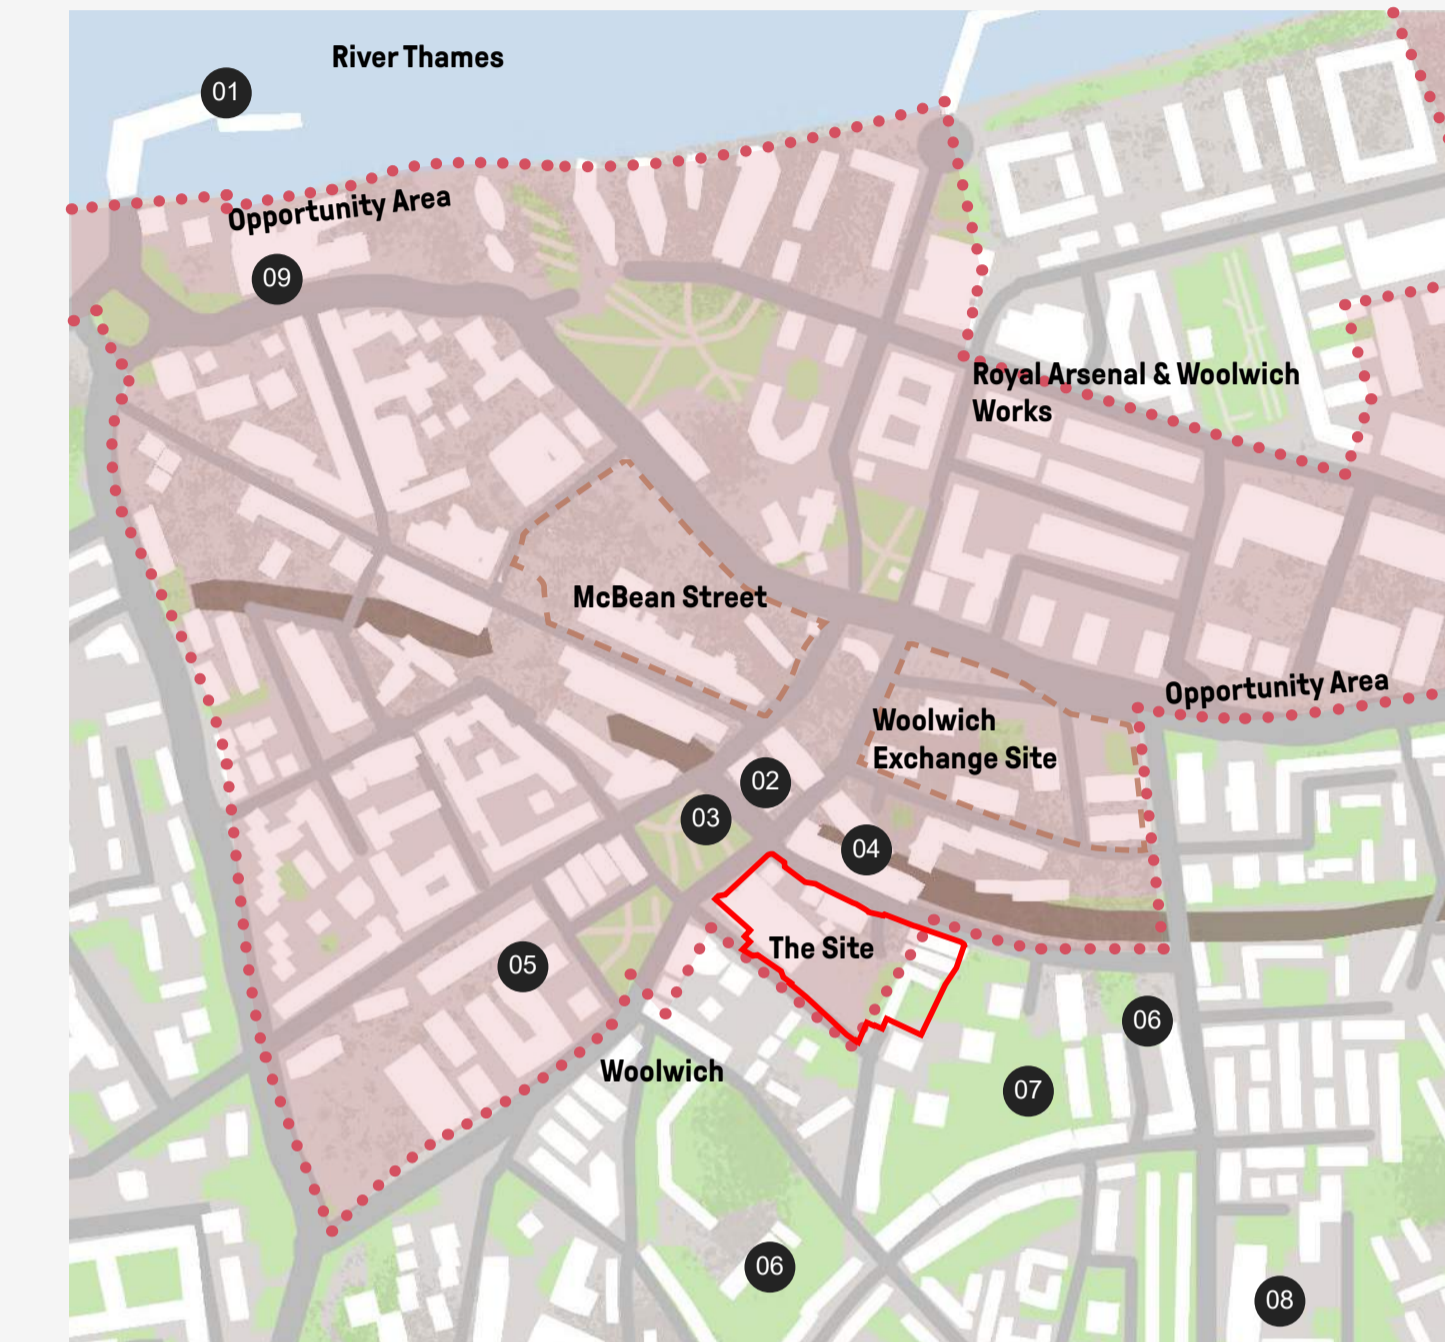 River Thames
01
Opportunity Area
09
Royal Arsenal & Woolwich
Works
McBean Street
Opportunity Area
Woolwich
Exchange Site
02
03
04
The Site
05
06
Woolwich
07
06
08